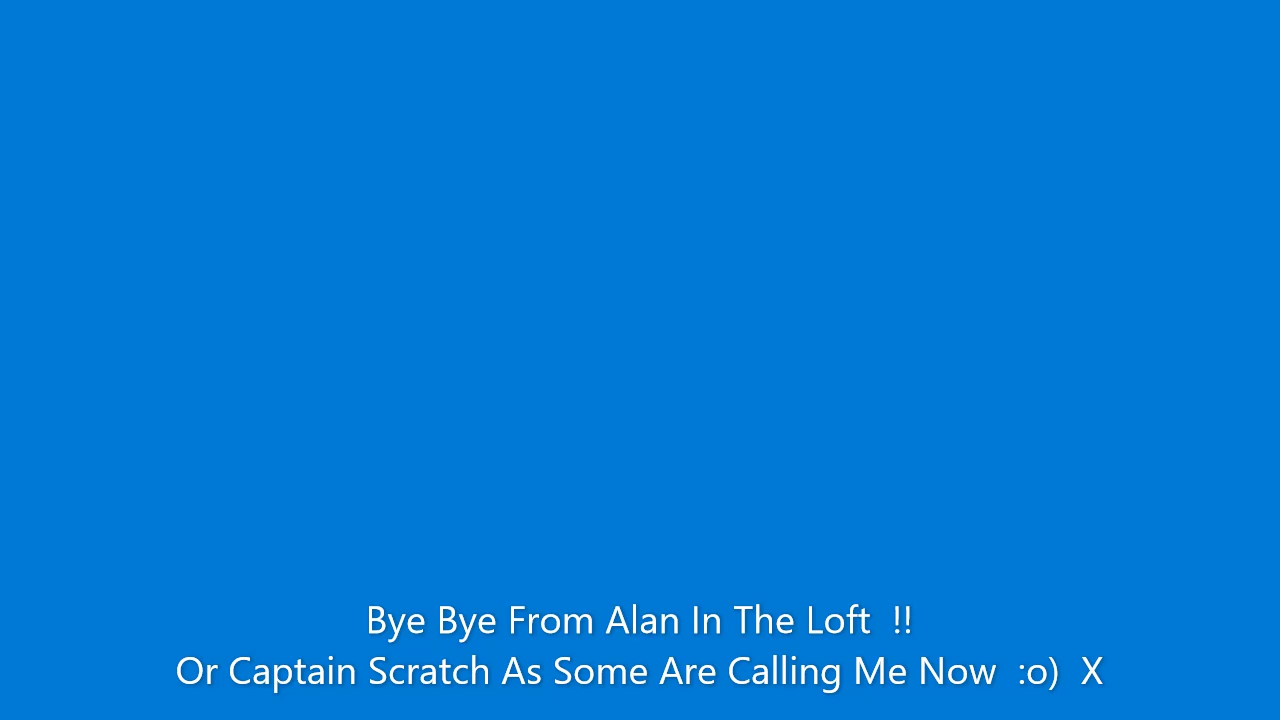 Bye Bye From Alan In The Loft  !!
Or Captain Scratch As Some Are Calling Me Now  :o)  X